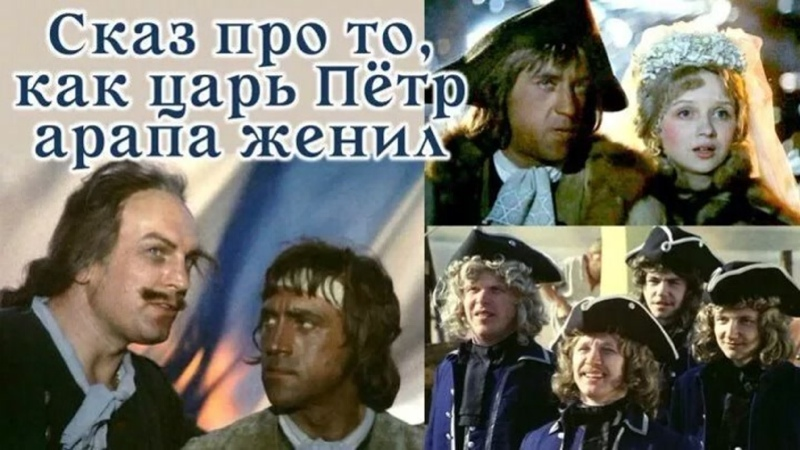 Сказ про то,
как царь Пётр
арапа женил